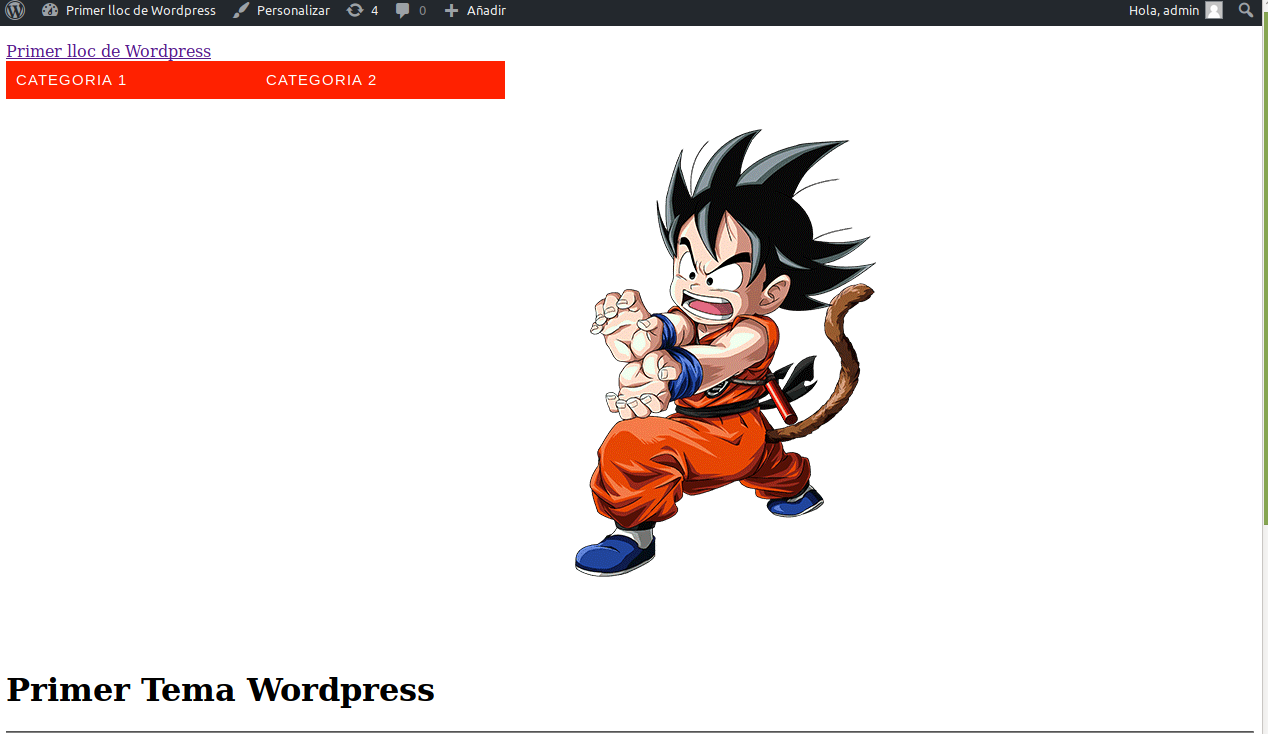 Primer lloc de Wordpress Personalizar 4 0 Añadir Hola, admin
Primer lloc de Wordpress
CATEGORIA 1 CATEGORIA 2
Primer Tema Wordpress